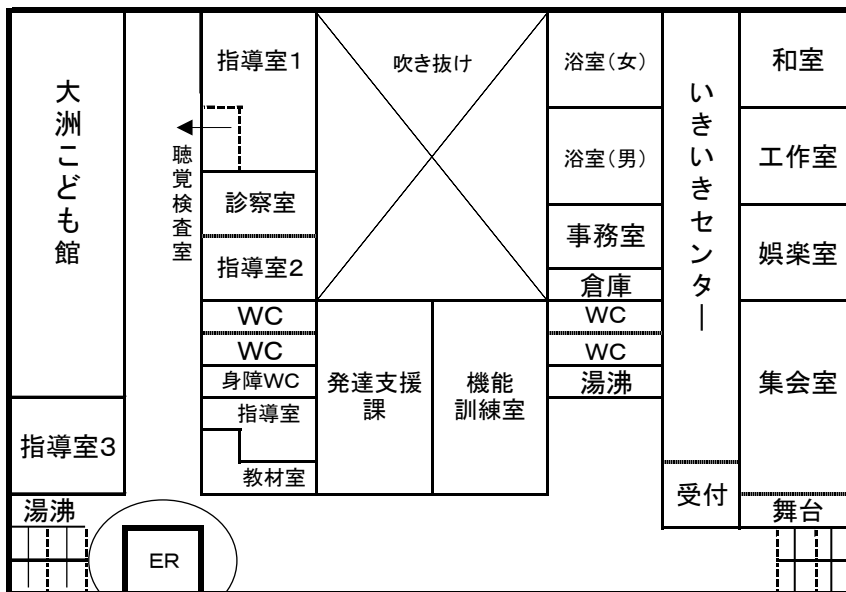 大洲こども館
指導室3
湯沸
ER
聴覚検査室
指導室1
診察室
指導室2
WC
WC
身障WC
指導室
教材室
吹き抜け
発達支援
課
機能
訓練室
浴室(女)
浴室(男)
事務室
倉庫
WC
WC
湯沸
いきいきセンター
受付
和室
工作室
娯楽室
集会室
舞台